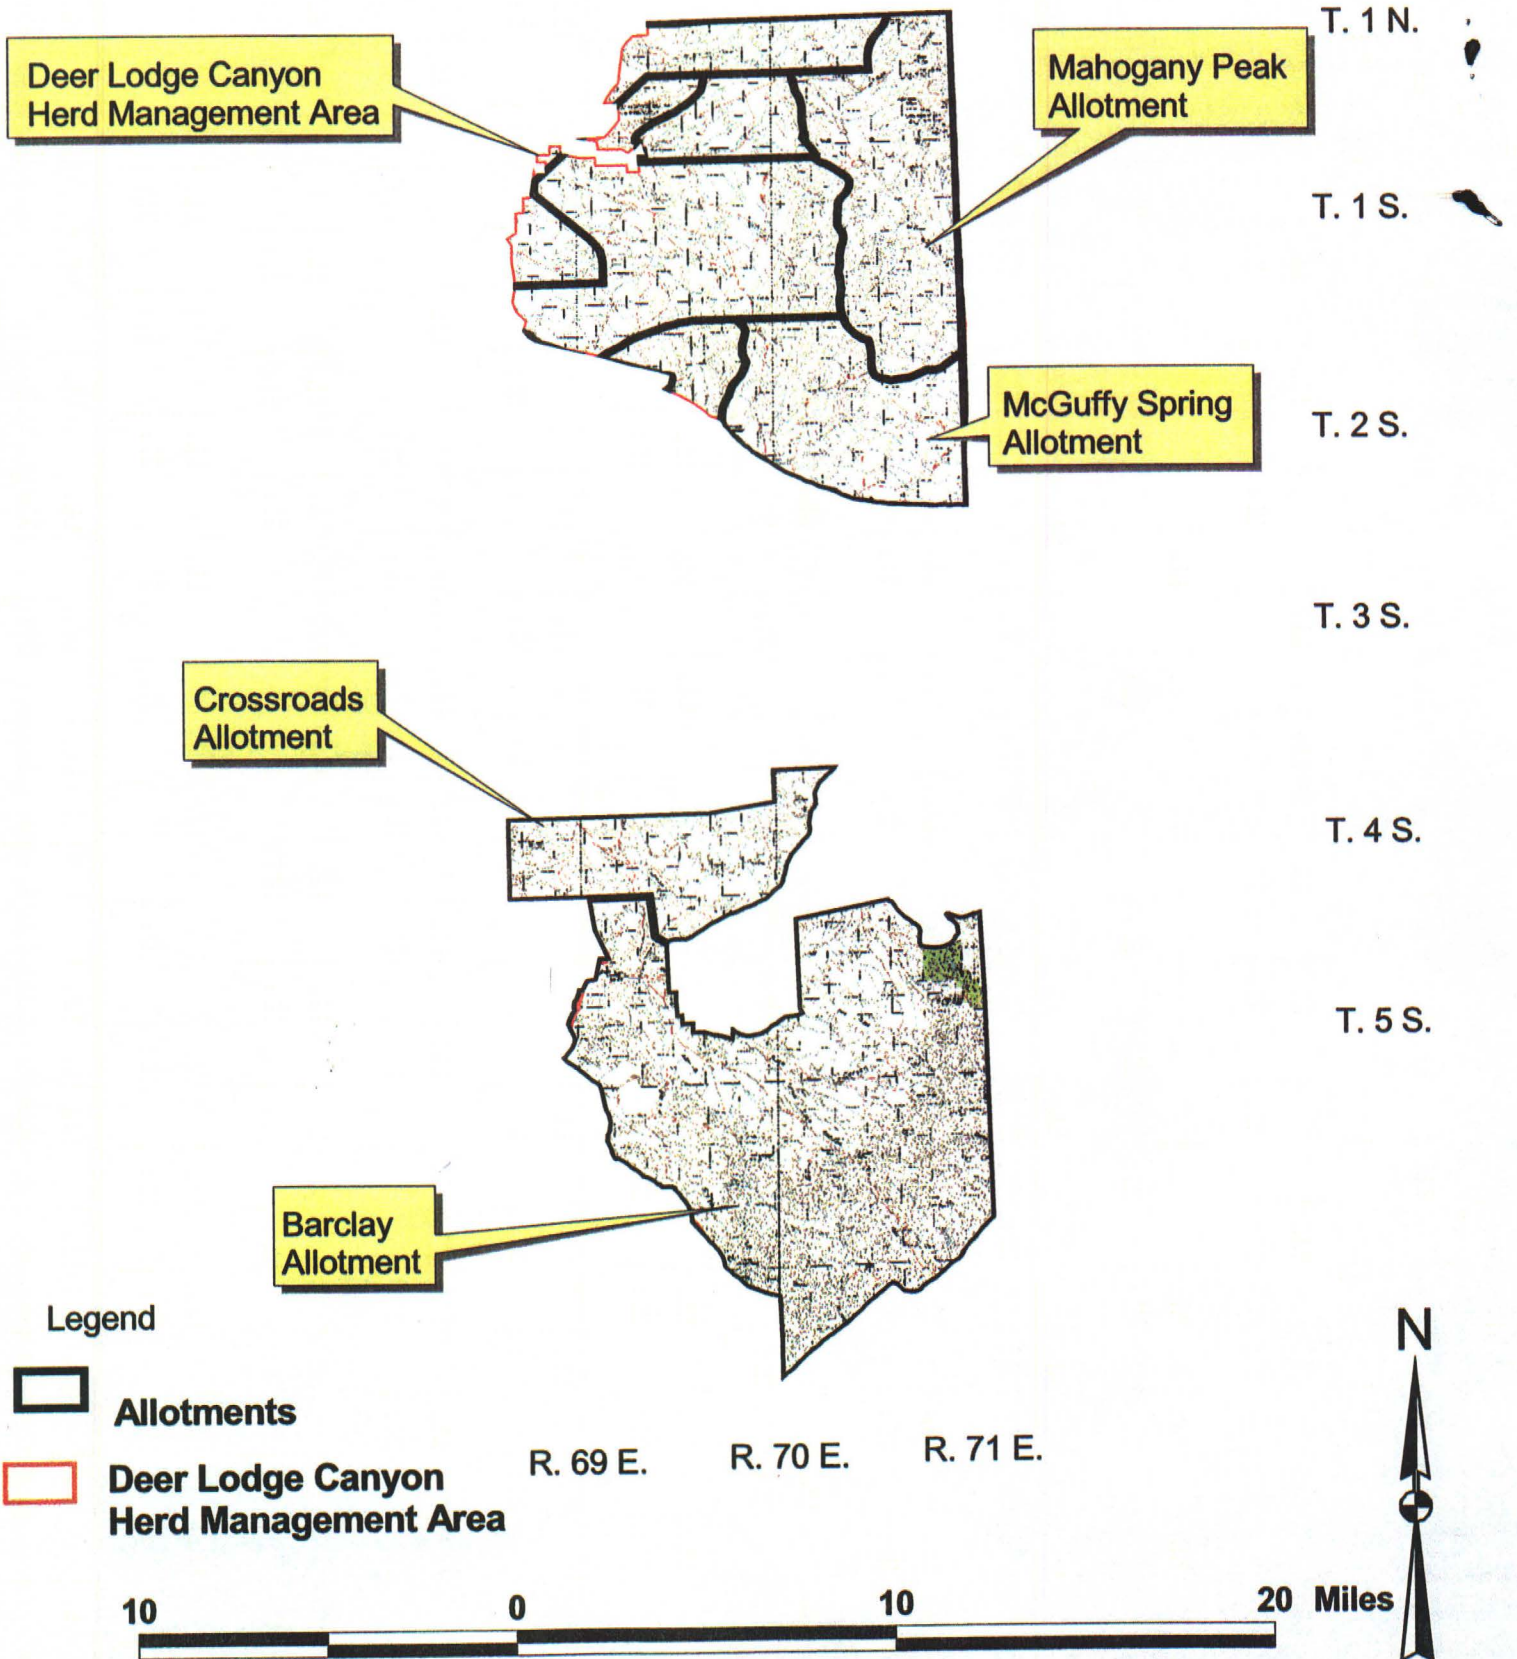 T. 1 N.
Deer Lodge Canyon
Herd Management Area
Mahogany Peak
Allotment
T. 1 S.
McGuffy Spring
Allotment
T. 2 S.
T. 3 S.
Crossroads
Allotment
T. 4 S.
T. 5 S.
Barclay
Allotment
Legend
Allotments
Deer Lodge Canyon
Herd Management Area
R. 69 E. R. 70 E. R. 71 E.
N
10 0 10 20 Miles